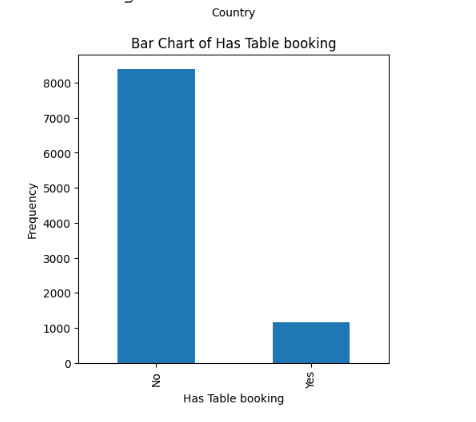 Country
Bar Chart of Has Table booking
8000
7000
6000
5000
4000
3000
2000
1000
0
Frequency
No
Yes
Has Table booking